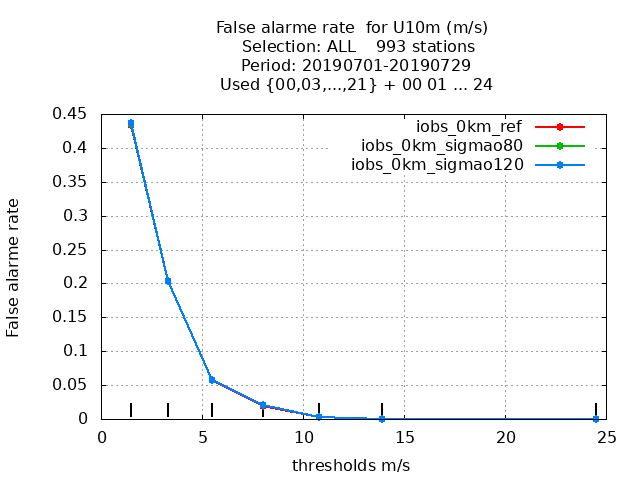 False alarme rate  for U10m (m/s)
Selection: ALL    993 stations
Period: 20190701-20190729
Used {00,03,...,21} + 00 01 ... 24
0.45
0.4
0.35
0.3
0.25
0.2
0.15
0.1
0.05
0
False alarme rate
iobs_0km_ref
iobs_0km_sigmao80
iobs_0km_sigmao120
0 5 10 15 20 25
thresholds m/s